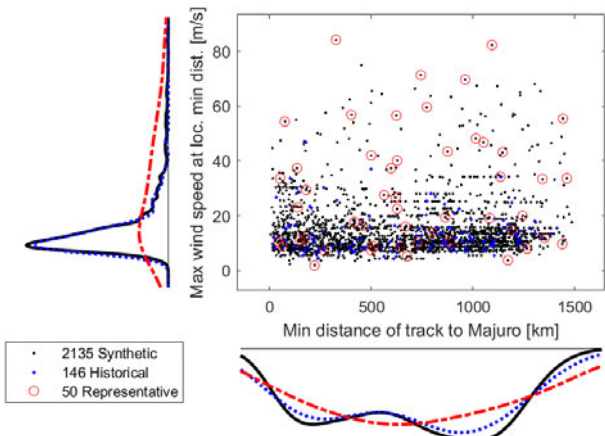 Max wind speed at loc. min dist. [m/s]
80
60
40
20
0
0 500 1000 1500
Min distance of track to Majuro [km]
2135 Synthetic
146 Historical
50 Representative